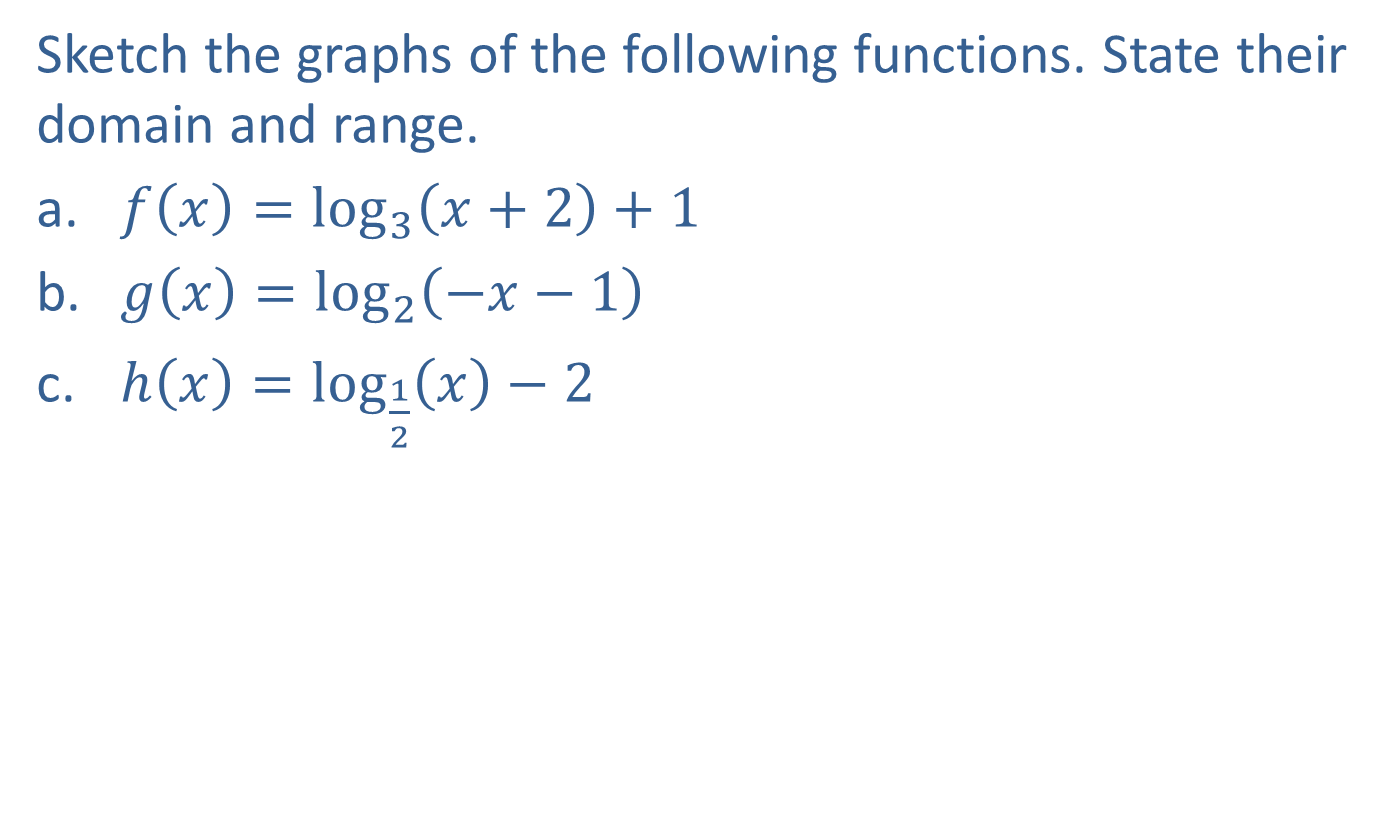 Sketch the graphs of the following functions. State their
domain and range.
a. f(x) = log₃(x + 2) + 1
b. g(x) = log₂(−x − 1)
c. h(x) = log_{1/2}(x) − 2